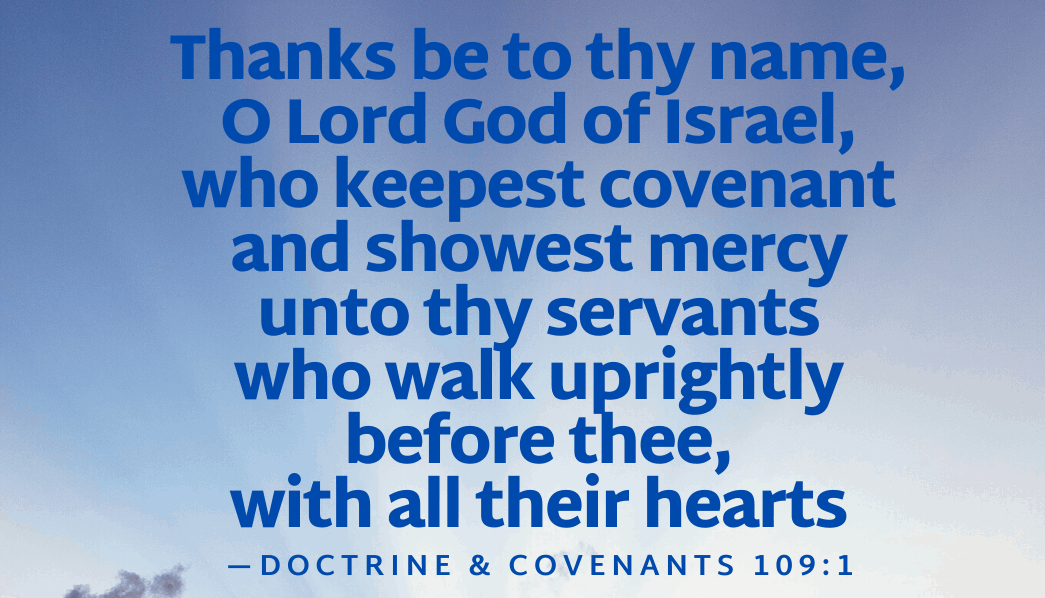 Thanks be to thy name,
O Lord God of Israel,
who keepest covenant
and showest mercy
unto thy servants
who walk uprightly
before thee,
with all their hearts
—DOCTRINE & COVENANTS 109:1